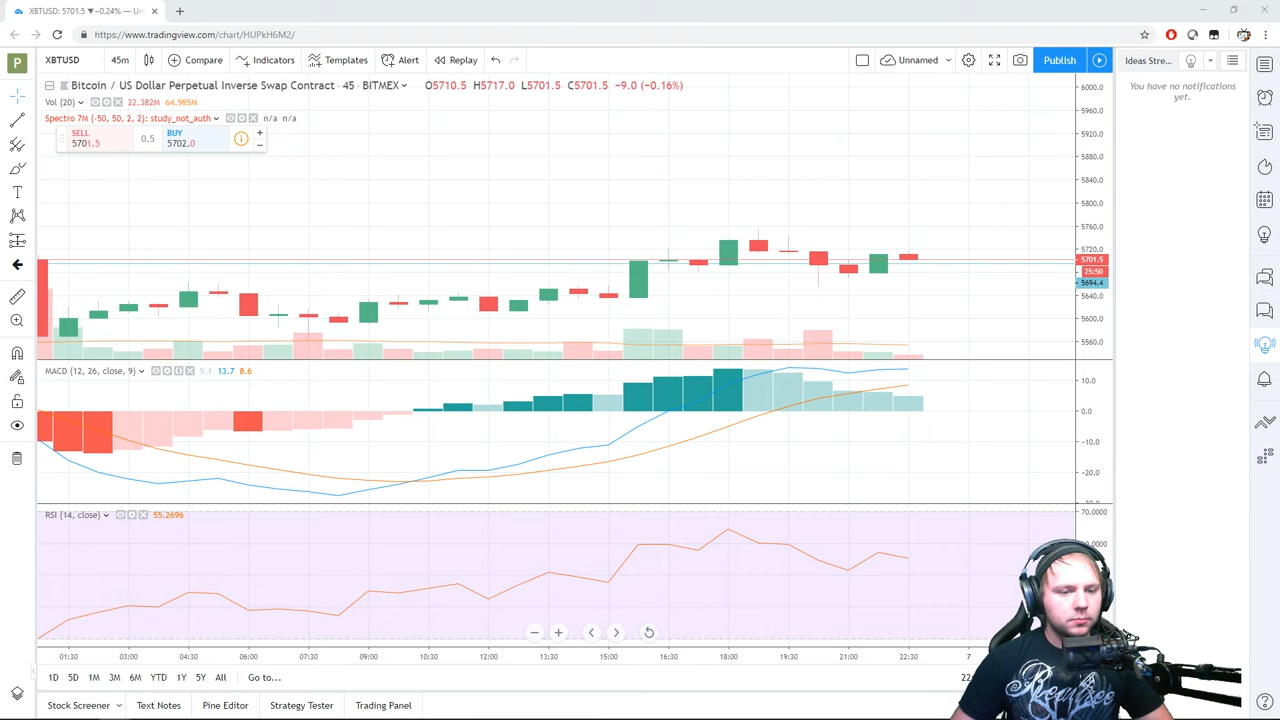 XBTUSD: 5701.5 ▼−0.24% — Un
https://www.tradingview.com/chart/HUPkH6M2/
P
XBTUSD 45m Compare Indicators Templates Alert Replay Unnamed Publish Ideas Stre...
You have no notifications
yet.
Bitcoin / US Dollar Perpetual Inverse Swap Contract · 45 · BITMEX O5710.5 H5717.0 L5701.5 C5701.5 −9.0 (−0.16%)
Vol (20) 22.382M 64.985M
Spectro 7M (-50, 50, 2, 2): study_not_auth n/a n/a
SELL
5701.5
0.5
BUY
5702.0
6000.0
5960.0
5920.0
5880.0
5840.0
5800.0
5760.0
5720.0
5701.5
25:50
5694.4
5640.0
5600.0
5560.0
MACD (12, 26, close, 9) 5.1 13.7 8.6
10.0
0.0
-10.0
-20.0
RSI (14, close) 55.2696
70.0000
01:30 03:00 04:30 06:00 07:30 09:00 10:30 12:00 13:30 15:00 16:30 18:00 19:30 21:00 22:30 7
1D 5D 1M 3M 6M YTD 1Y 5Y All Go to... 22:
Stock Screener Text Notes Pine Editor Strategy Tester Trading Panel